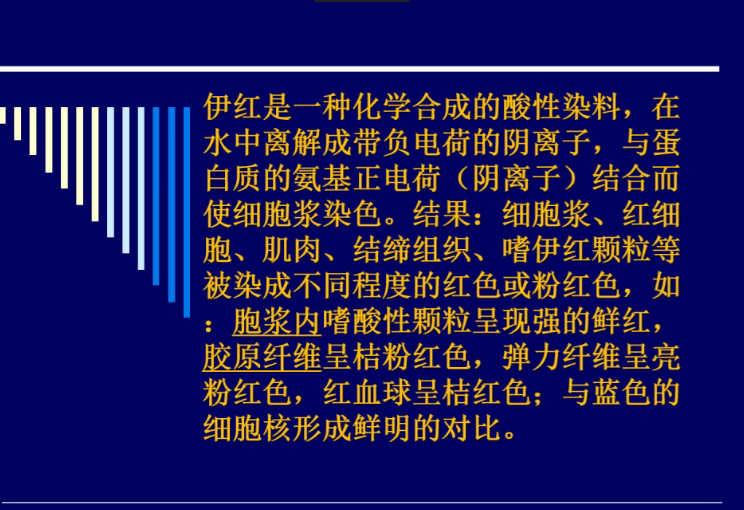 伊红是一种化学合成的酸性染料，在
水中离解成带负电荷的阴离子，与蛋
白质的氨基正电荷（阴离子）结合而
使细胞浆染色。结果：细胞浆、红细
胞、肌肉、结缔组织、嗜伊红颗粒等
被染成不同程度的红色或粉红色，如
：胞浆内嗜酸性颗粒呈现强的鲜红，
胶原纤维呈桔粉红色，弹力纤维呈亮
粉红色，红血球呈桔红色；与蓝色的
细胞核形成鲜明的对比。